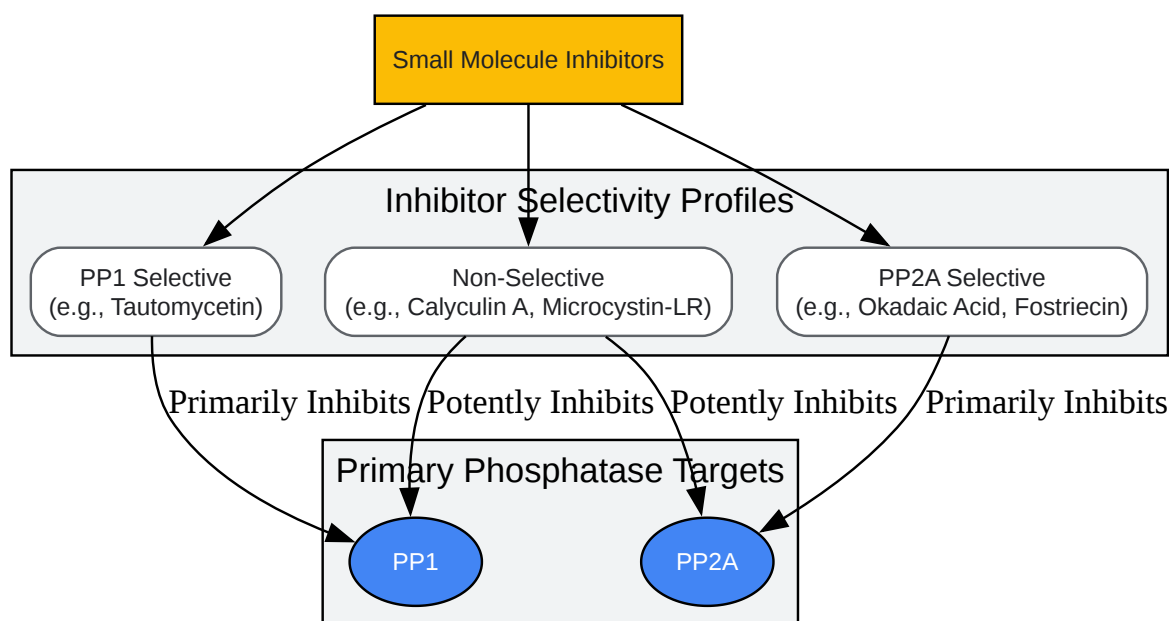 Small Molecule Inhibitors
Inhibitor Selectivity Profiles
PP1 Selective
(e.g., Tautomycetin)
Non-Selective
(e.g., Calyculin A, Microcystin-LR)
PP2A Selective
(e.g., Okadaic Acid, Fostriecin)
Primarily Inhibits
Potently Inhibits
Potently Inhibits
Primarily Inhibits
Primary Phosphatase Targets
PP1
PP2A